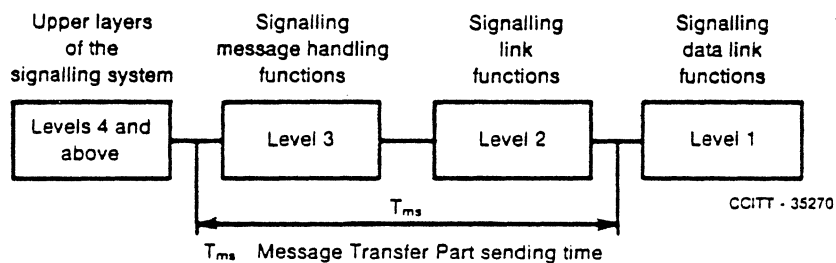 Upper layers
of the
signalling system
Signalling
message handling
functions
Signalling
link
functions
Signalling
data link
functions
Levels 4 and
above
Level 3
Level 2
Level 1
Tms
CCITT - 35270
Tms Message Transfer Part sending time